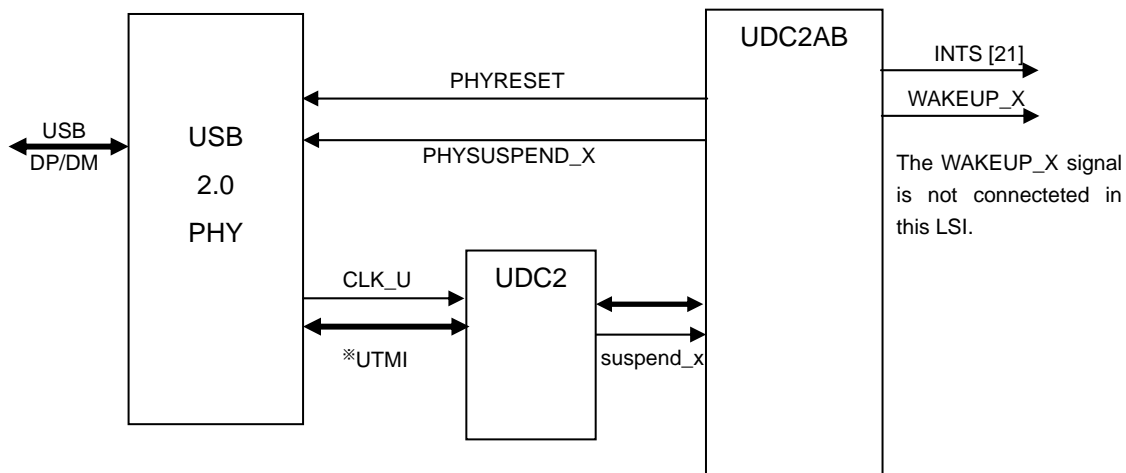 UDC2AB
INTS [21]
PHYRESET
WAKEUP_X
USB
DP/DM
USB
2.0
PHY
PHYSUSPEND_X
The WAKEUP_X signal
is not connecteted in
this LSI.
CLK_U
UDC2
※UTMI
suspend_x